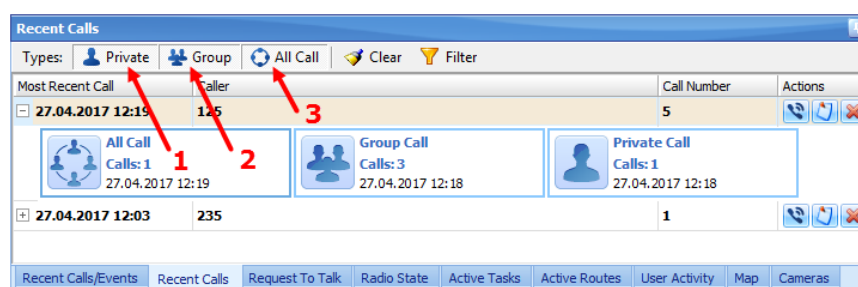 Recent Calls
Types: Private Group All Call Clear Filter
Most Recent Call Caller Call Number Actions
27.04.2017 12:19 125 5
3
All Call Group Call Private Call
Calls: 1 Calls: 3 Calls: 1
1 2
27.04.2017 12:19 27.04.2017 12:18 27.04.2017 12:18
27.04.2017 12:03 235 1
Recent Calls/Events Recent Calls Request To Talk Radio State Active Tasks Active Routes User Activity Map Cameras